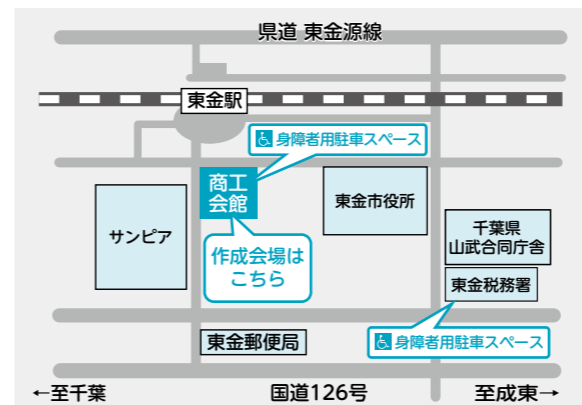 県道 東金源線
東金駅
身障者用駐車スペース
商工
会館
東金市役所
サンピア
千葉県
山武合同庁舎
作成会場は
こちら
東金税務署
東金郵便局
身障者用駐車スペース
←至千葉
国道126号
至成東→